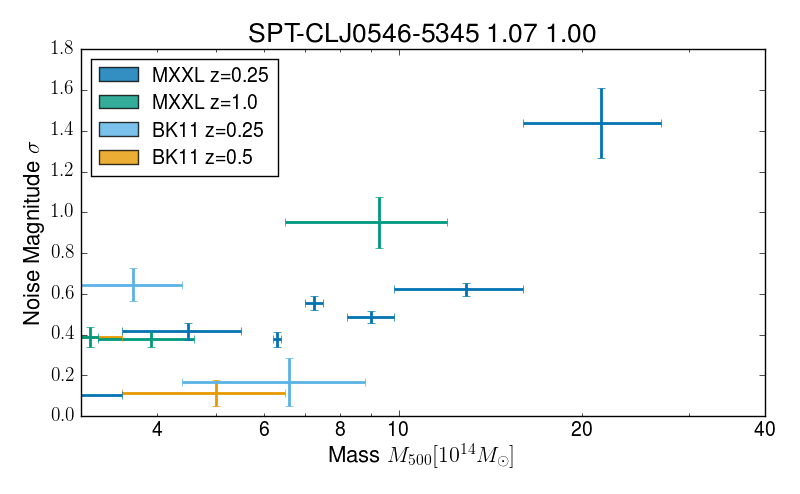 SPT-CLJ0546-5345 1.07 1.00
1.8
1.6
1.4
1.2
1.0
0.8
0.6
0.4
0.2
0.0
Noise Magnitude σ
MXXL z=0.25
MXXL z=1.0
BK11 z=0.25
BK11 z=0.5
4 6 8 10 20 40
Mass M₅₀₀[10¹⁴M☉]